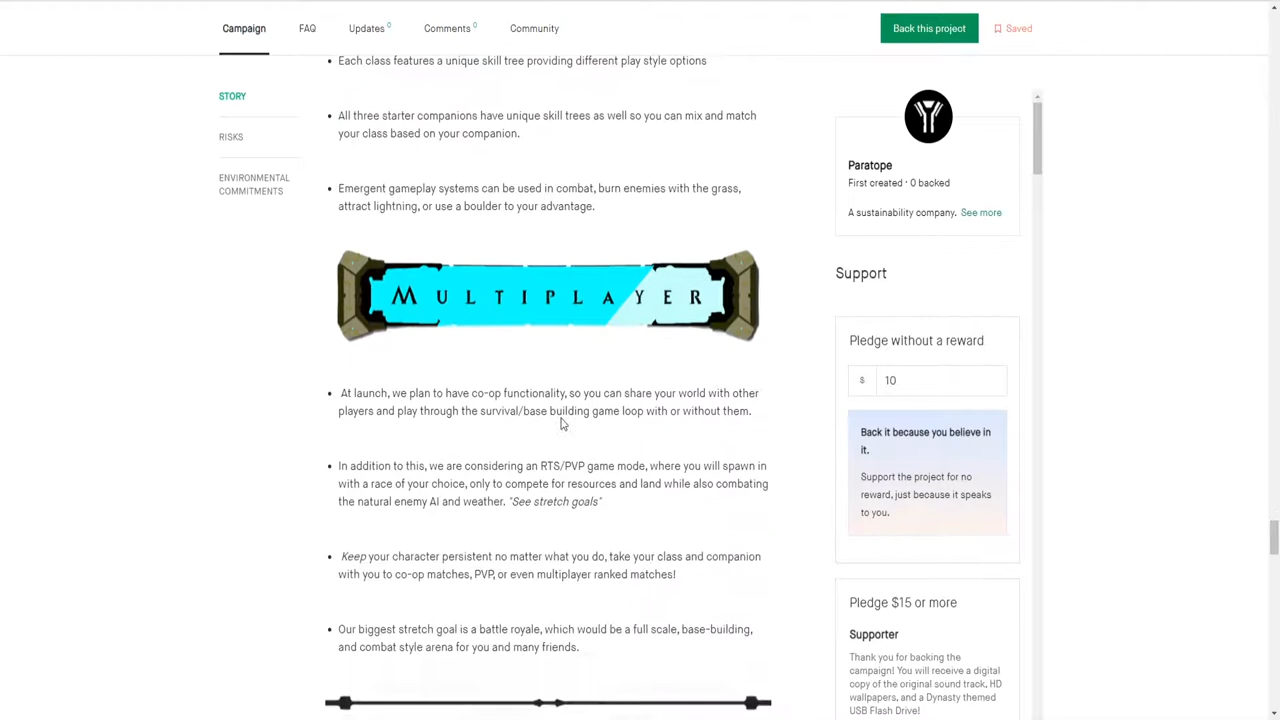 Campaign
FAQ
Updates 0
Comments 0
Community
Back this project
Saved
STORY
RISKS
ENVIRONMENTAL
COMMITMENTS
Each class features a unique skill tree providing different play style options
All three starter companions have unique skill trees as well so you can mix and match
your class based on your companion.
Emergent gameplay systems can be used in combat, burn enemies with the grass,
attract lightning, or use a boulder to your advantage.
MULTIPLAYER
At launch, we plan to have co-op functionality, so you can share your world with other
players and play through the survival/base building game loop with or without them.
In addition to this, we are considering an RTS/PVP game mode, where you will spawn in
with a race of your choice, only to compete for resources and land while also combating
the natural enemy AI and weather. "See stretch goals"
Keep your character persistent no matter what you do, take your class and companion
with you to co-op matches, PVP, or even multiplayer ranked matches!
Our biggest stretch goal is a battle royale, which would be a full scale, base-building,
and combat style arena for you and many friends.
Paratope
First created · 0 backed
A sustainability company. See more
Support
Pledge without a reward
$ 10
Back it because you believe in
it.
Support the project for no
reward, just because it speaks
to you.
Pledge $15 or more
Supporter
Thank you for backing the
campaign! You will receive a digital
copy of the original sound track, HD
wallpapers, and a Dynasty themed
USB Flash Drive!